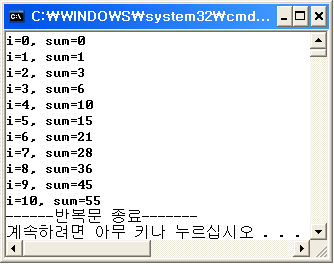 C:₩WINDOWS₩system32₩cmd...
i=0, sum=0
i=1, sum=1
i=2, sum=3
i=3, sum=6
i=4, sum=10
i=5, sum=15
i=6, sum=21
i=7, sum=28
i=8, sum=36
i=9, sum=45
i=10, sum=55
------반복문 종료-------
계속하려면 아무 키나 누르십시오 . . .